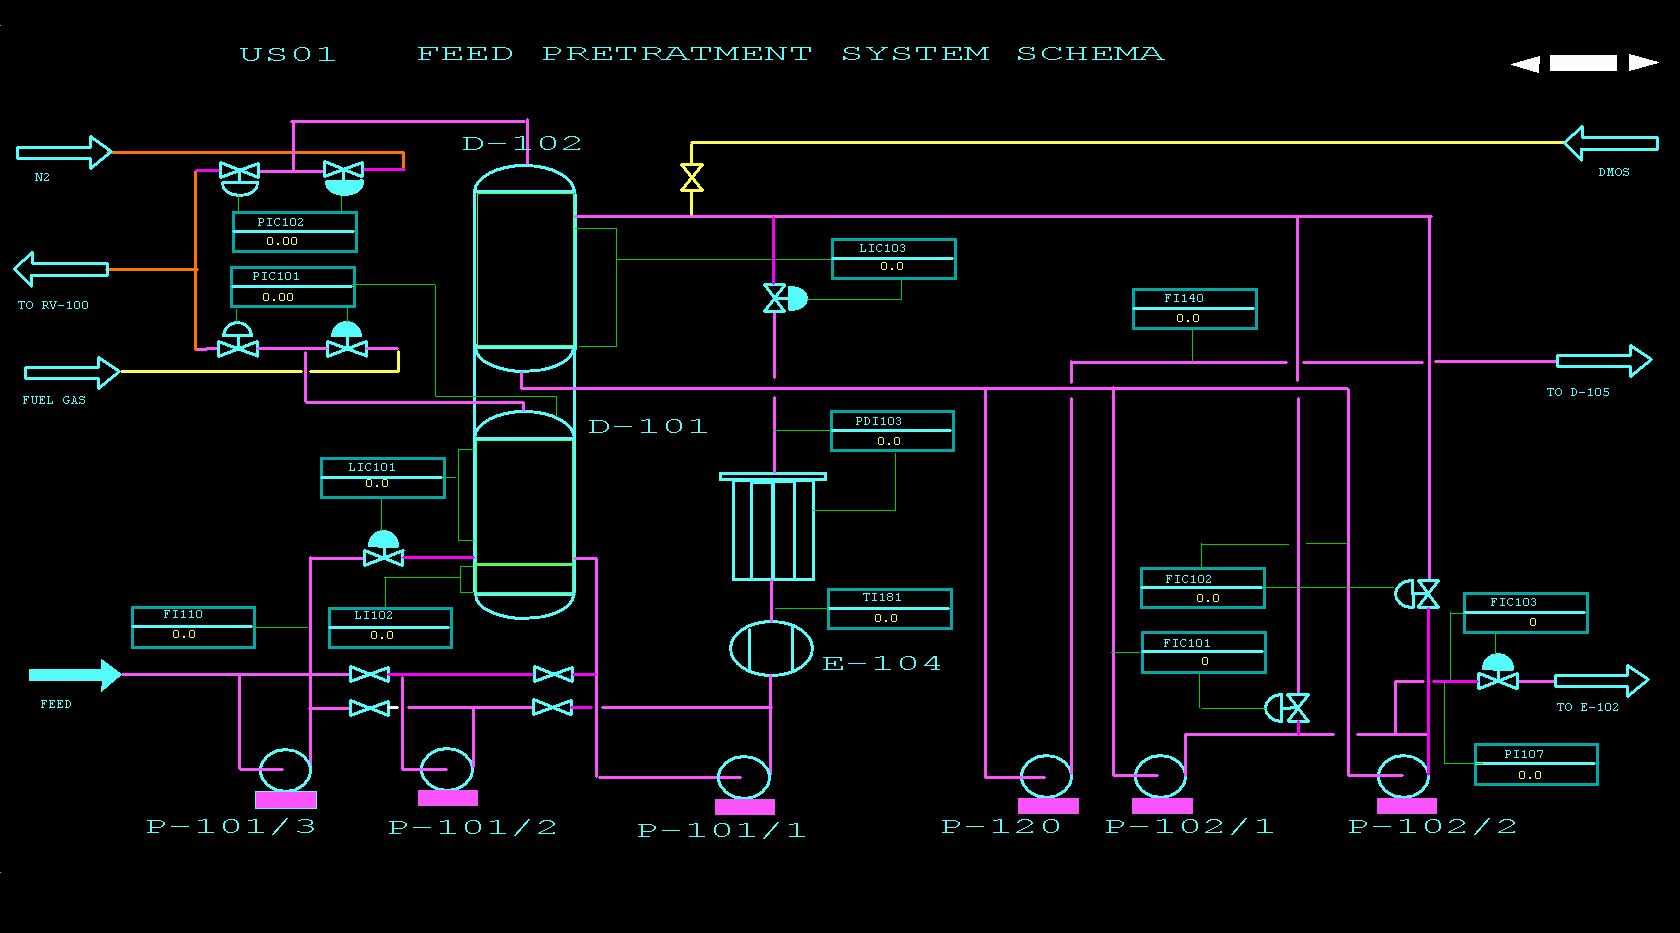 US01 FEED PRETRATMENT SYSTEM SCHEMA
D-102
N2
DMOS
PIC102
0.00
LIC103
0.0
PIC101
0.00
TO RV-100
FI140
0.0
FUEL GAS
TO D-105
D-101
PDI103
0.0
LIC101
0.0
FIC102
0.0
TI181
0.0
FIC103
0
FI110
0.0
LI102
0.0
FIC101
0
E-104
FEED
TO E-102
PI107
0.0
P-101/3
P-101/2
P-101/1
P-120
P-102/1
P-102/2